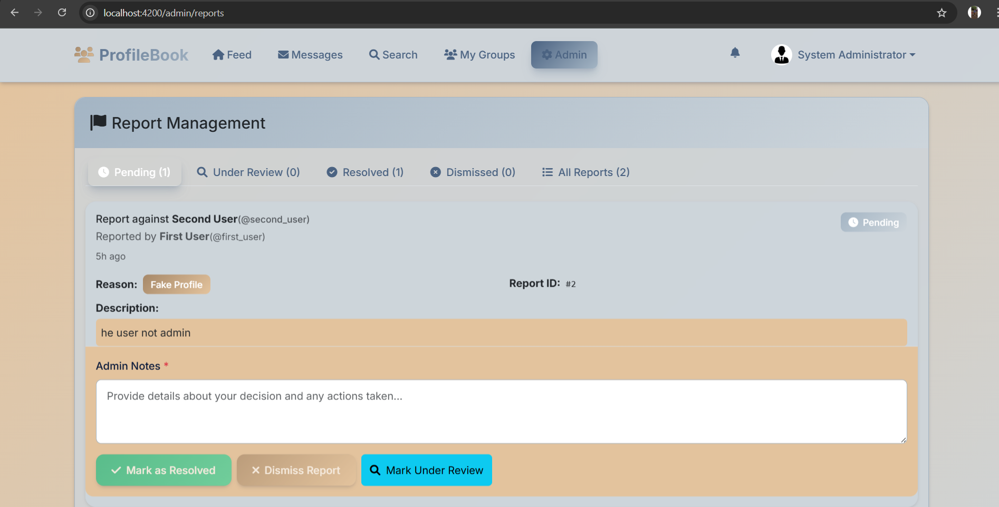 localhost:4200/admin/reports
ProfileBook
Feed
Messages
Search
My Groups
Admin
System Administrator
Report Management
Pending (1)
Under Review (0)
Resolved (1)
Dismissed (0)
All Reports (2)
Report against Second User(@second_user)
Pending
Reported by First User(@first_user)
5h ago
Reason: Fake Profile
Report ID: #2
Description:
he user not admin
Admin Notes *
Provide details about your decision and any actions taken...
Mark as Resolved
Dismiss Report
Mark Under Review